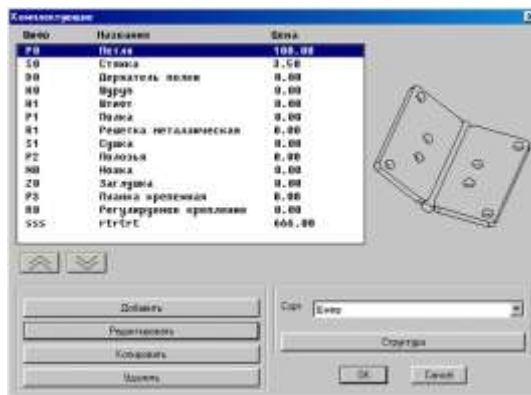 Комплектующие
Шифр Название Цена
P0 Петля 100.00
S0 Стяжка 3.50
D0 Держатель полок 0.00
W0 Шуруп 0.00
H1 Штифт 0.00
P1 Полка 0.00
R1 Решетка металлическая 0.00
S1 Сушка 0.00
P2 Полозья 0.00
N0 Ножка 0.00
Z0 Заглушка 0.00
P3 Планка крепежная 0.00
R0 Регулируемое крепление 0.00
sss rtrtrt 666.00
Добавить
Редактировать
Копировать
Удалить
Сорт
Структура
OK Cancel